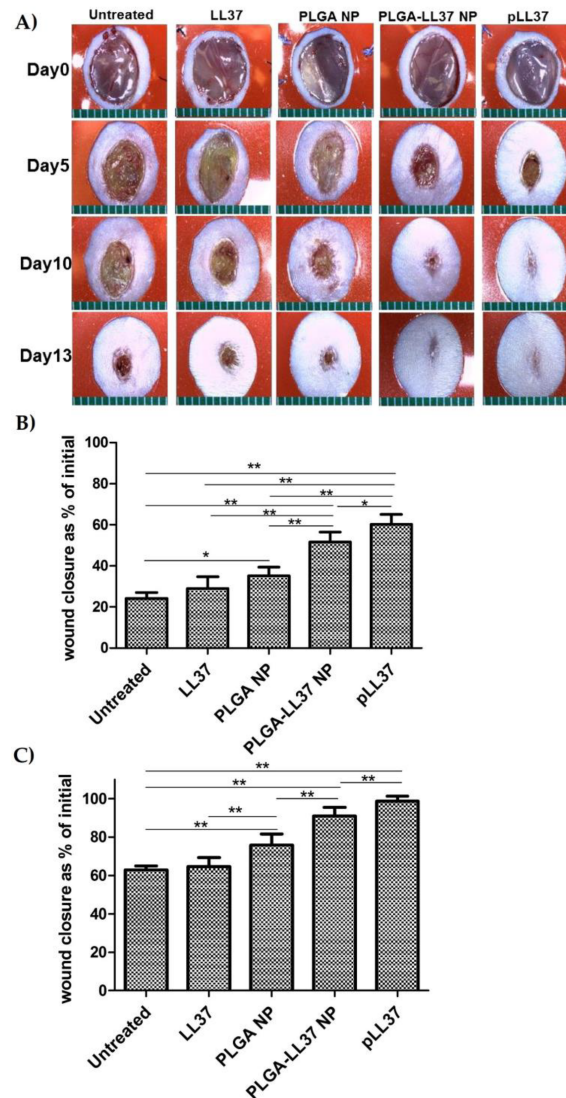 A)
Untreated LL37 PLGA NP PLGA-LL37 NP pLL37
Day0
Day5
Day10
Day13
B)
wound closure as % of initial
100
80
60
40
20
0
**
**
**
**
**
**
*
*
Untreated
LL37
PLGA NP
PLGA-LL37 NP
pLL37
C)
wound closure as % of initial
100
80
60
40
20
0
**
**
**
**
**
**
Untreated
LL37
PLGA NP
PLGA-LL37 NP
pLL37